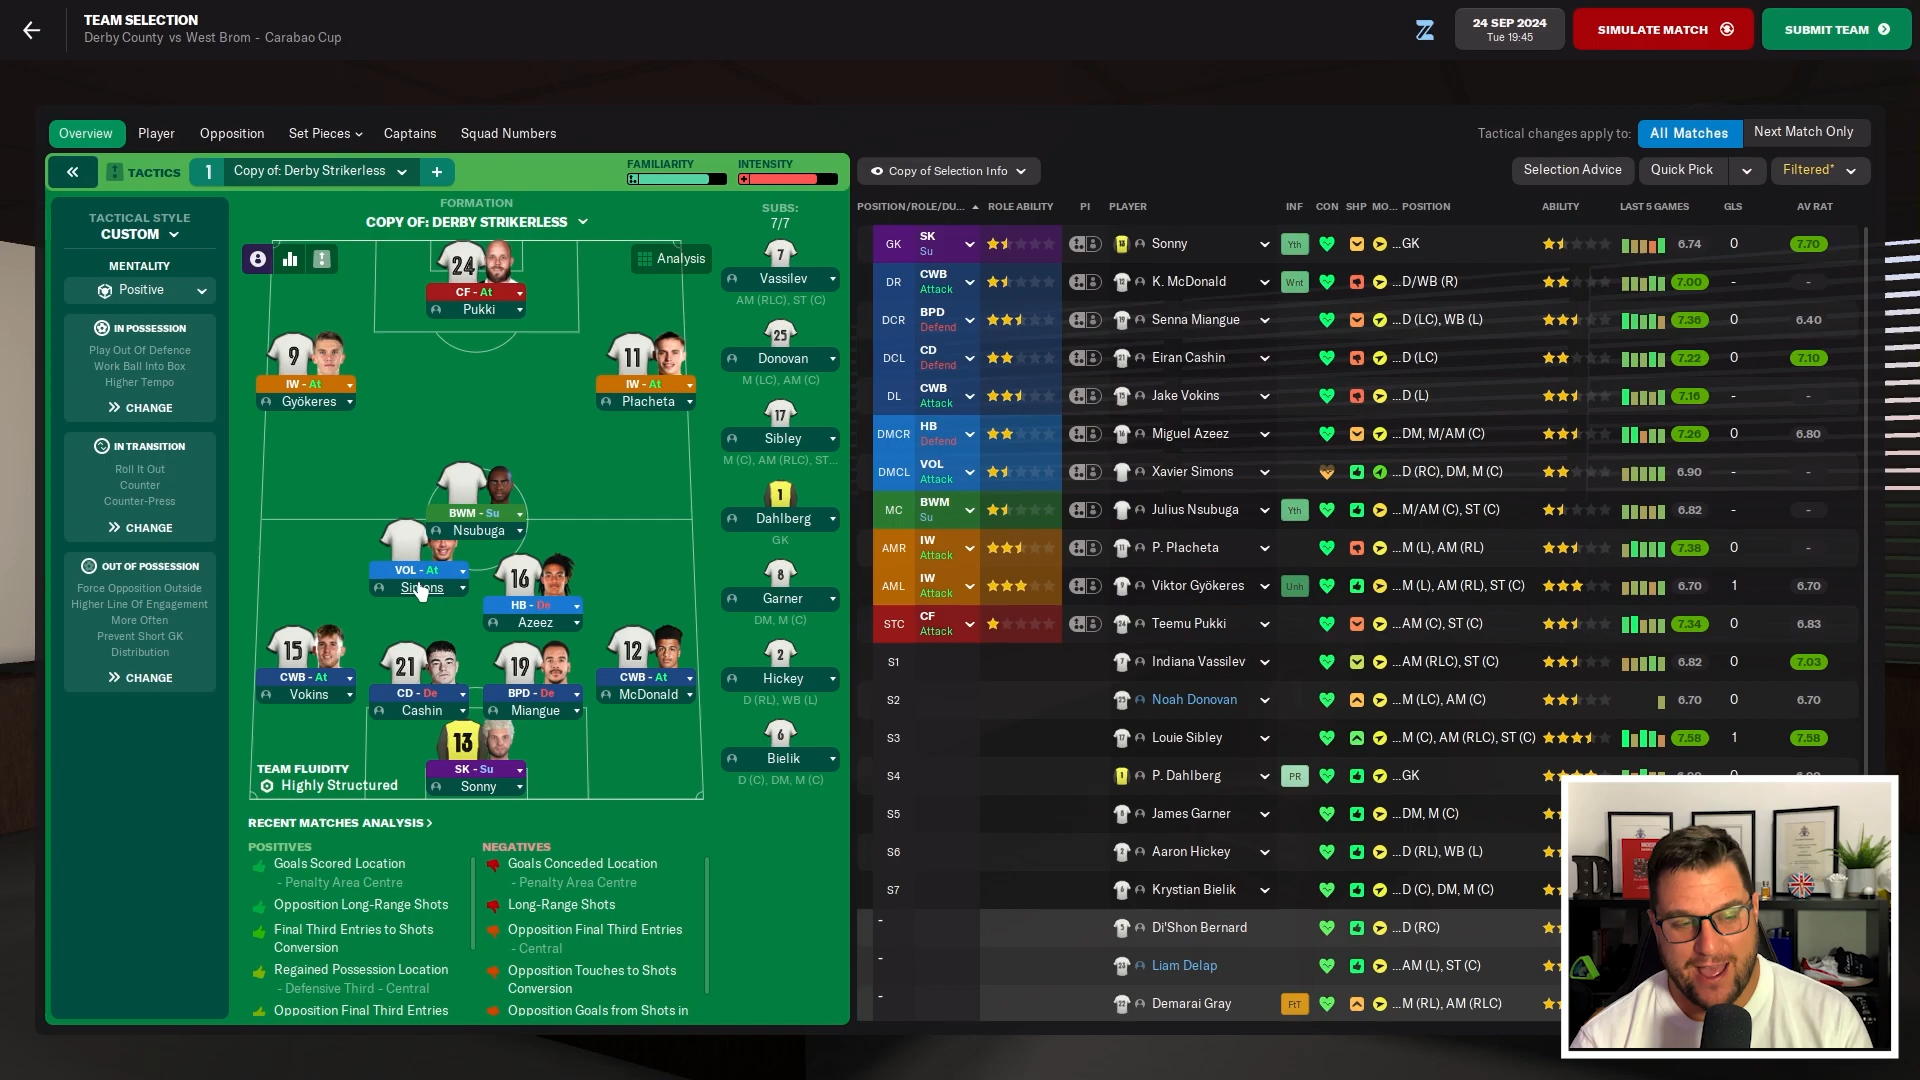 TEAM SELECTION
Derby County vs West Brom - Carabao Cup
24 SEP 2024
Tue 19:45
SIMULATE MATCH
SUBMIT TEAM
Overview Player Opposition Set Pieces Captains Squad Numbers
Tactical changes apply to: All Matches Next Match Only
TACTICS 1 Copy of: Derby Strikerless +
FAMILIARITY INTENSITY
Copy of Selection Info
Selection Advice Quick Pick Filtered*
TACTICAL STYLE
CUSTOM
MENTALITY
Positive
IN POSSESSION
Play Out Of Defence
Work Ball Into Box
Higher Tempo
CHANGE
IN TRANSITION
Roll It Out
Counter
Counter-Press
CHANGE
OUT OF POSSESSION
Force Opposition Outside
Higher Line Of Engagement
More Often
Prevent Short GK
Distribution
CHANGE
FORMATION
COPY OF: DERBY STRIKERLESS
Analysis
24
CF - At
Pukki
9
IW - At
Gyökeres
11
IW - At
Płacheta
BWM - Su
Nsubuga
VOL - At
Simons
16
HB - De
Azeez
15
CWB - At
Vokins
21
CD - De
Cashin
19
BPD - De
Miangue
12
CWB - At
McDonald
13
SK - Su
Sonny
TEAM FLUIDITY
Highly Structured
SUBS:
7/7
7
Vassilev
AM (RLC), ST (C)
25
Donovan
M (LC), AM (C)
17
Sibley
M (C), AM (RLC), ST...
1
Dahlberg
GK
8
Garner
DM, M (C)
2
Hickey
D (RL), WB (L)
6
Bielik
D (C), DM, M (C)
RECENT MATCHES ANALYSIS >
POSITIVES
Goals Scored Location
- Penalty Area Centre
Opposition Long-Range Shots
Final Third Entries to Shots
Conversion
Regained Possession Location
- Defensive Third - Central
Opposition Final Third Entries
NEGATIVES
Goals Conceded Location
- Penalty Area Centre
Long-Range Shots
Opposition Final Third Entries
- Central
Opposition Touches to Shots
Conversion
Opposition Goals from Shots in
POSITION/ROLE/DU... ROLE ABILITY PI PLAYER INF CON SHP MO... POSITION ABILITY LAST 5 GAMES GLS AV RAT
GK SK Su Sonny Yth ...GK 6.74 0 7.70
DR CWB Attack K. McDonald Wnt ...D/WB (R) 7.00 - -
DCR BPD Defend Senna Miangue ...D (LC), WB (L) 7.36 0 6.40
DCL CD Defend Eiran Cashin ...D (LC) 7.22 0 7.10
DL CWB Attack Jake Vokins ...D (L) 7.16 - -
DMCR HB Defend Miguel Azeez ...DM, M/AM (C) 7.26 0 6.80
DMCL VOL Attack Xavier Simons ...D (RC), DM, M (C) 6.90 - -
MC BWM Su Julius Nsubuga Yth ...M/AM (C), ST (C) 6.82 - -
AMR IW Attack P. Płacheta ...M (L), AM (RL) 7.38 0 -
AML IW Attack Viktor Gyökeres Unh ...M (L), AM (RL), ST (C) 6.70 1 6.70
STC CF Attack Teemu Pukki ...AM (C), ST (C) 7.34 0 6.83
S1 Indiana Vassilev ...AM (RLC), ST (C) 6.82 0 7.03
S2 Noah Donovan ...M (LC), AM (C) 6.70 0 6.70
S3 Louie Sibley ...M (C), AM (RLC), ST (C) 7.58 1 7.58
S4 P. Dahlberg PR ...GK
S5 James Garner ...DM, M (C)
S6 Aaron Hickey ...D (RL), WB (L)
S7 Krystian Bielik ...D (C), DM, M (C)
- Di'Shon Bernard ...D (RC)
- Liam Delap ...AM (L), ST (C)
- Demarai Gray FtT ...M (RL), AM (RLC)